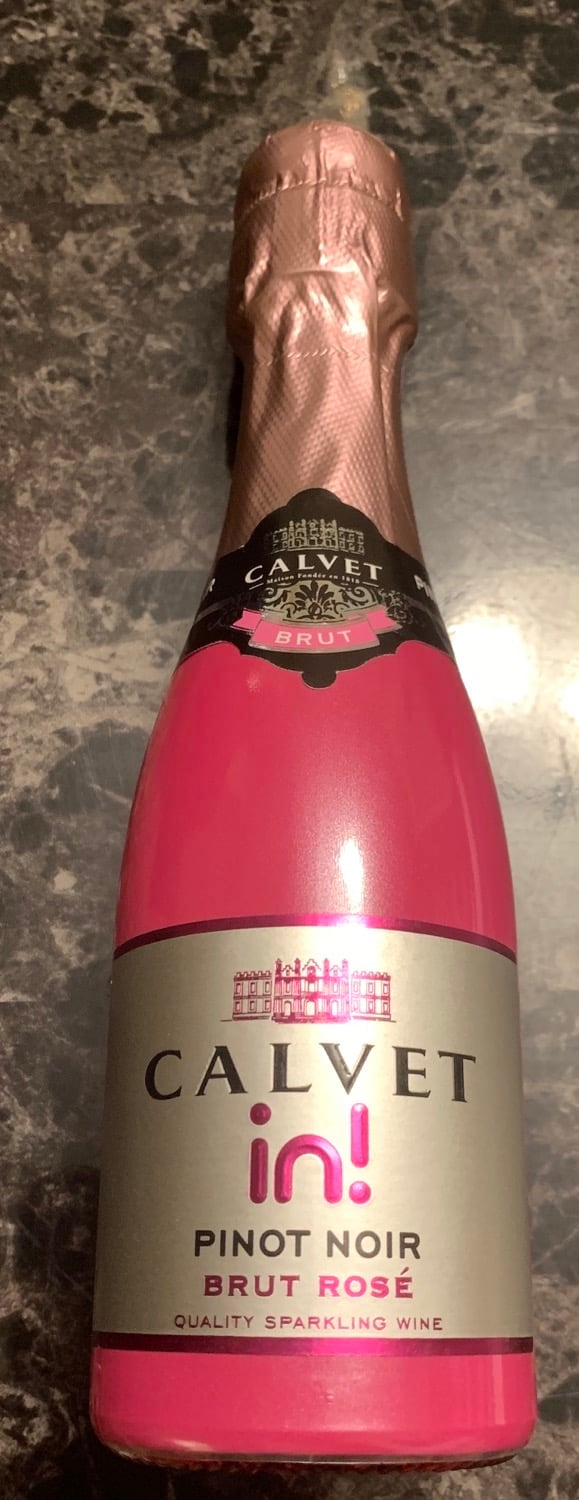 CALVET
Maison Fondée en 1818
BRUT
CALVET
in!
PINOT NOIR
BRUT ROSÉ
QUALITY SPARKLING WINE